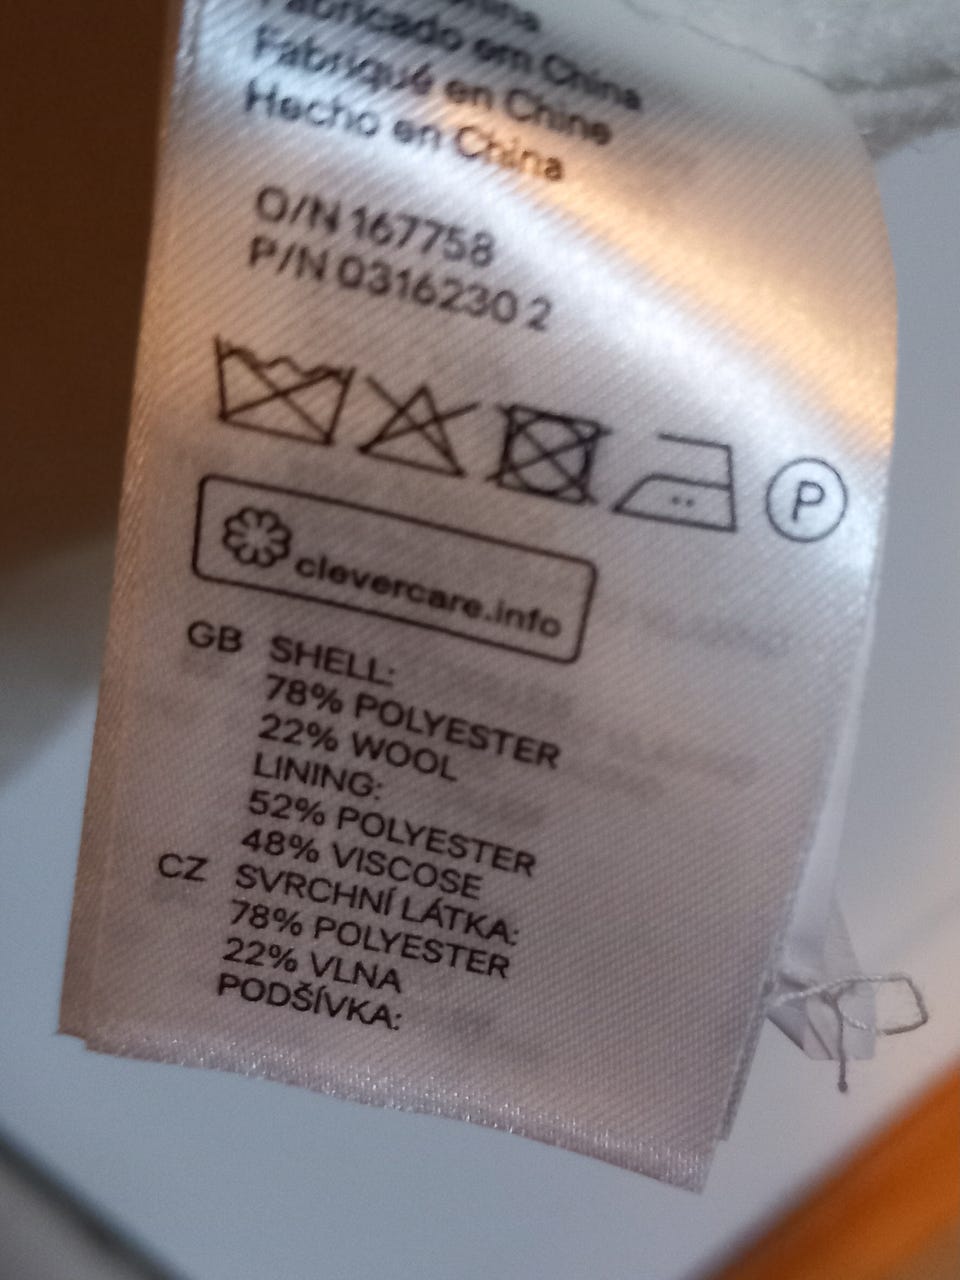 China
Fabricado em China
Fabriqué en Chine
Hecho en China
O/N 167758
P/N 0316230 2
P
clevercare.info
GB SHELL:
78% POLYESTER
22% WOOL
LINING:
52% POLYESTER
48% VISCOSE
CZ SVRCHNÍ LÁTKA:
78% POLYESTER
22% VLNA
PODŠÍVKA: